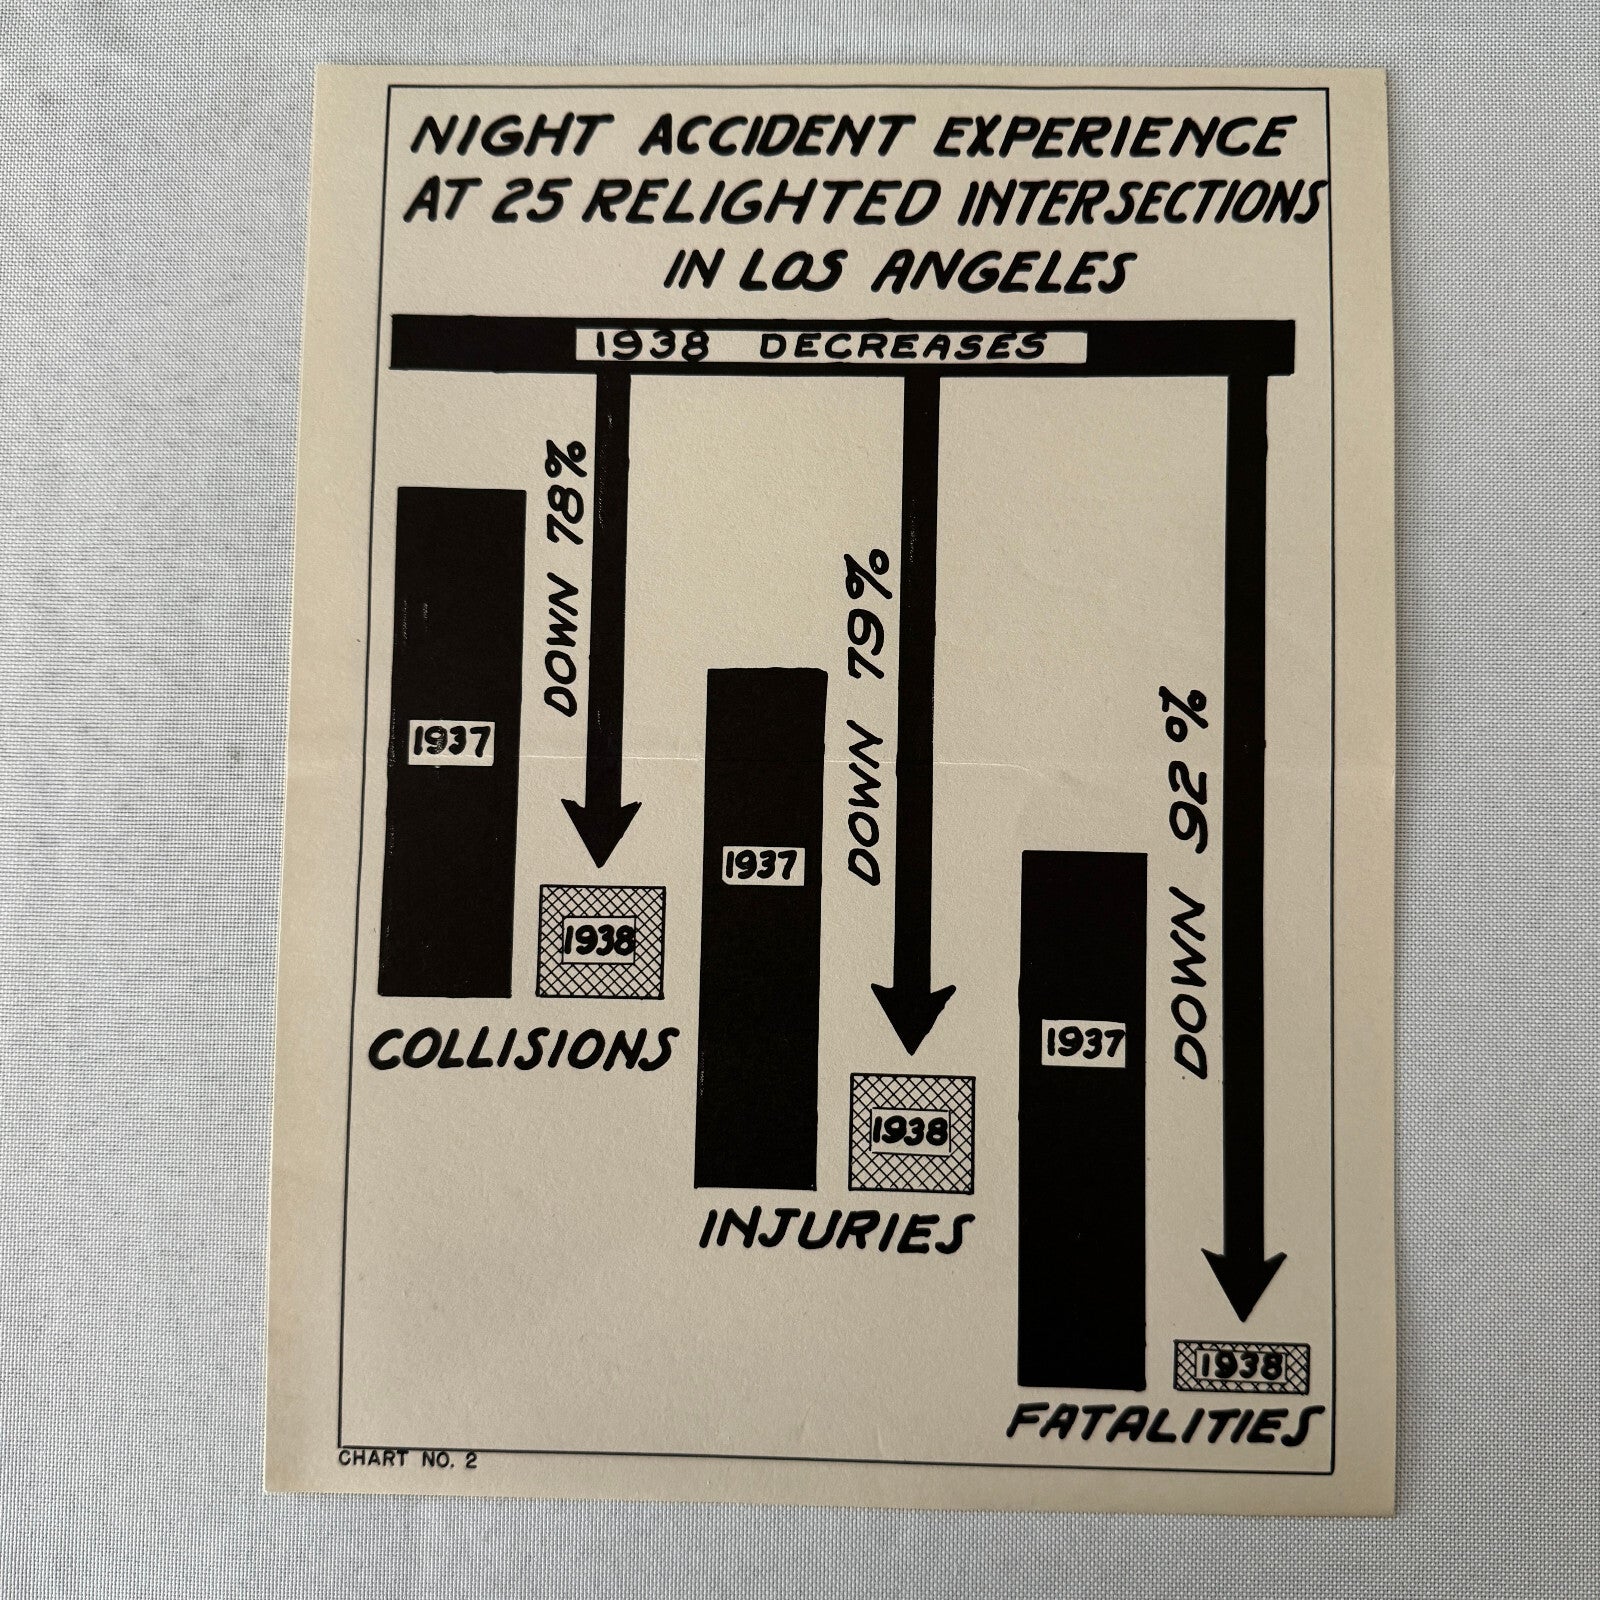 NIGHT ACCIDENT EXPERIENCE
AT 25 RELIGHTED INTERSECTIONS
IN LOS ANGELES
1938 DECREASES
DOWN 78%
1937
1938
COLLISIONS
DOWN 79%
1937
1938
INJURIES
DOWN 92%
1937
1938
FATALITIES
CHART NO. 2